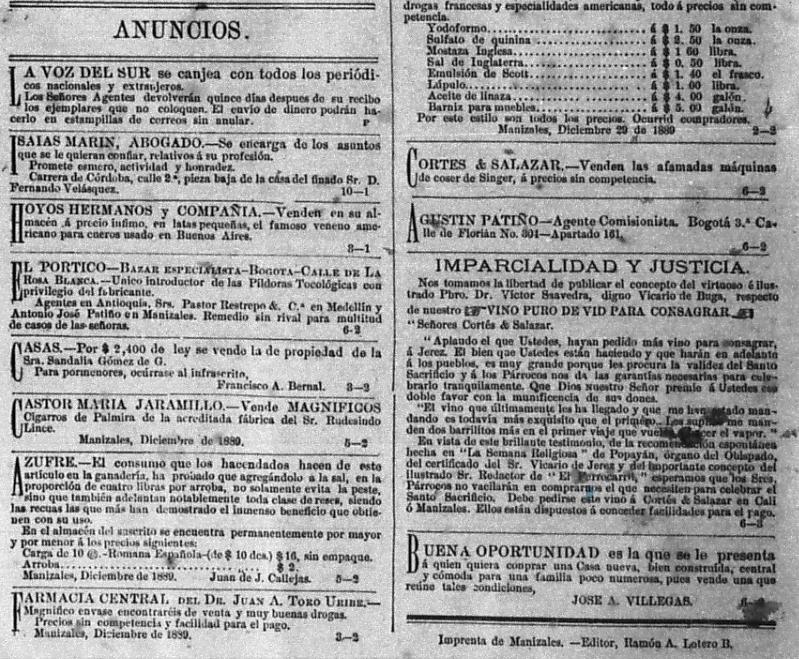 ANUNCIOS.
LA VOZ DEL SUR se canjea con todos los periódi-
cos nacionales y extranjeros.
Los Señores Agentes devolverán quince días despues de su recibo
los ejemplares que no coloquen. El envío de dinero podrán ha-
cerlo en estampillas de correos sin anular. P
ISAIAS MARIN, ABOGADO.—Se encarga de los asuntos
que se le quieran confiar, relativos á su profesión.
Promete esmero, actividad y honradez.
Carrera de Córdoba, calle 2ª, pieza baja de la casa del finado Sr. D.
Fernando Velásquez. 10—1
HOYOS HERMANOS y COMPAÑIA.—Venden en su al-
macén á precio infimo, en latas pequeñas, el famoso veneno ame-
ricano para cueros usado en Buenos Aires.
3—1
EL PORTICO—BAZAR ESPECIALISTA—BOGOTA—CALLE DE LA
ROSA BLANCA.—Unico introductor de las Píldoras Tocológicas con
privilegio del fabricante.
Agentes en Antioquia, Srs. Pastor Restrepo &. C.ª en Medellín y
Antonio José Patiño en Manizales. Remedio sin rival para multitud
de casos de las señoras. 6-2
CASAS.—Por $ 2,400 de ley se vende la de propiedad de la
Sra. Sandalia Gómez de G.
Para pormenores, ocúrase al infrascrito,
Francisco A. Bernal. 3—2
CASTOR MARIA JARAMILLO.—Vende MAGNIFICOS
Cigarros de Palmira de la acreditada fábrica del Sr. Rudesindo
Lince.
Manizales, Diciembre de 1889. 5—2
AZUFRE.—El consumo que los hacendados hacen de este
artículo en la ganadería, ha probado que agregándolo a la sal, en la
proporción de cuatro libras por arroba, no solamente evita la peste,
sino que también adelantan notablemente toda clase de reses, siendo
las recuas las que más han demostrado el inmenso beneficio que obtie-
nen con su uso.
En el almacén del suscrito se encuentra permanentemente por mayor
y por menor á los precios siguientes:
Carga de 10 @.-Romana Española-(de $ 10 dcs.) $ 16, sin empaque.
Arroba.................................... $ 2.
Manizales, Diciembre de 1889. Juan de J. Callejas. 5—2
FARMACIA CENTRAL DEL DR. JUAN A. TORO URIBE.—
Magnífico envase encontraréis de venta y muy buenas drogas.
Precios sin competencia y facilidad para el pago.
Manizales, Diciembre de 1889. 3—2
drogas francesas y especialidades americanas, todo á precios sin com-
petencia.
Yodoformo........................á $ 1. 50 la onza.
Sulfato de quinina ...............á $ 2. 50 la onza.
Mostaza Inglesa...................á $ 1 60 libra.
Sal de Inglaterra.................á $ 0. 50 libra.
Emulsión de Scott.................á $ 1. 40 el frasco.
Lúpulo............................á $ 1. 00 libra.
Aceite de linaza .................á $ 4. 00 galón.
Barniz para muebles...............á $ 5. 00 galón.
Por este estilo son todos los precios. Ocurrid compradores.
Manizales, Diciembre 29 de 1889 2—2
CORTES & SALAZAR.—Venden las afamadas máquinas
de coser de Singer, á precios sin competencia.
6—2
AGUSTIN PATIÑO—Agente Comisionista. Bogotá 3.ª Ca-
lle de Florián No. 301—Apartado 161.
6—2
IMPARCIALIDAD Y JUSTICIA.
Nos tomamos la libertad de publicar el concepto del virtuoso é ilus-
trado Pbro. Dr. Víctor Saavedra, digno Vicario de Buga, respecto
de nuestro VINO PURO DE VID PARA CONSAGRAR.
"Señores Cortés & Salazar.
"Aplaudo el que Ustedes, hayan pedido más vino para consagrar,
á Jerez. El bien que Ustedes están haciendo y que harán en adelante
á los pueblos, es muy grande porque les procura la validez del Santo
Sacrificio y á los Párrocos nos da las garantías necesarias para cele-
brarlo tranquilamente. Que Dios Nuestro Señor premie á Ustedes ese
doble favor con la munificencia de sus dones.
"El vino que últimamente les ha llegado y que me han man-
dando es todavía más exquisito que el primero. Les me man-
den dos barrilitos más en el primer viaje que el vapor."
En vista de este brillante testimonio, de la recomendación espontánea
hecha en "La Semana Religiosa" de Popayán, órgano del Obispado,
del certificado del Sr. Vicario de Jerez y del importante concepto del
ilustrado Sr. Redactor de "El Ferrocarril," esperamos que los Sres.
Párrocos no vacilarán en comprarnos el que necesiten para celebrar el
Santo Sacrificio. Debe pedirse este vino á Cortés & Salazar en Cali
ó Manizales. Ellos están dispuestos á conceder facilidades para el pago.
6—3
BUENA OPORTUNIDAD es la que se le presenta
á quien quiera comprar una Casa nueva, bien construída, central
y cómoda para una familia poco numerosa, pues vende una que
reúne tales condiciones,
JOSE A. VILLEGAS.
Imprenta de Manizales. —Editor, Ramón A. Lotero B.